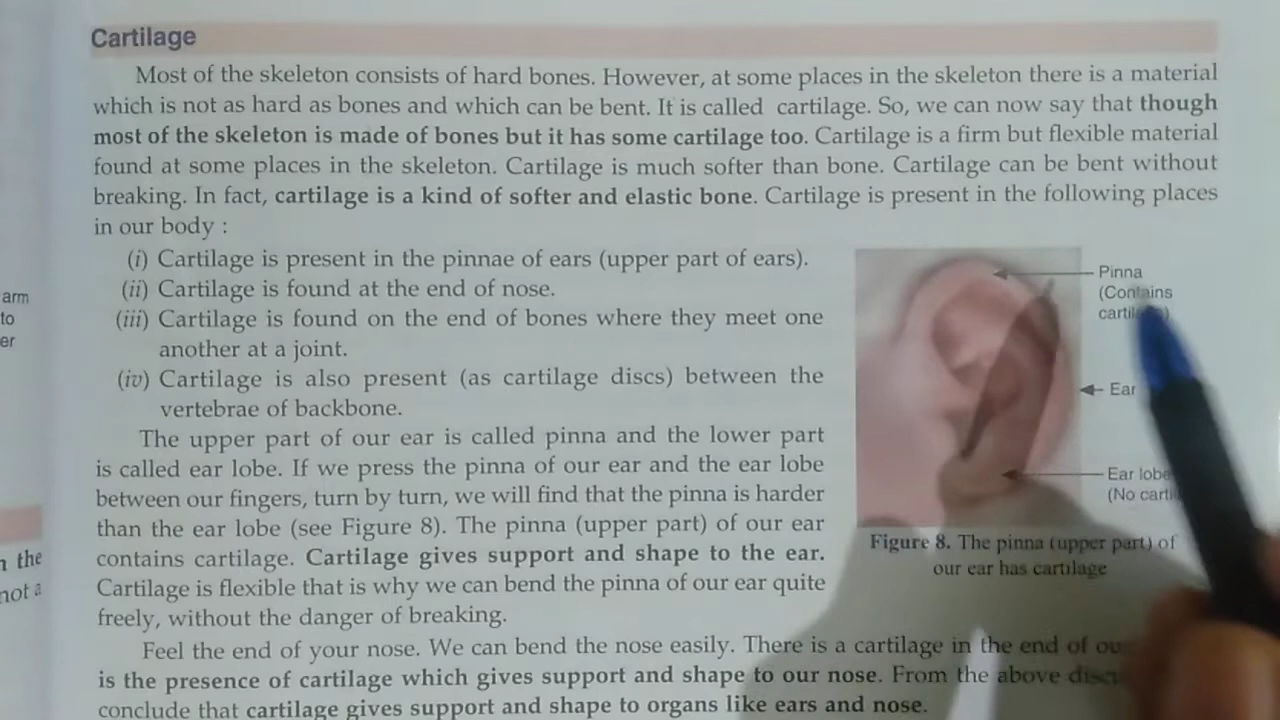 Cartilage
Most of the skeleton consists of hard bones. However, at some places in the skeleton there is a material
which is not as hard as bones and which can be bent. It is called cartilage. So, we can now say that though
most of the skeleton is made of bones but it has some cartilage too. Cartilage is a firm but flexible material
found at some places in the skeleton. Cartilage is much softer than bone. Cartilage can be bent without
breaking. In fact, cartilage is a kind of softer and elastic bone. Cartilage is present in the following places
in our body :
(i) Cartilage is present in the pinnae of ears (upper part of ears).
(ii) Cartilage is found at the end of nose.
(iii) Cartilage is found on the end of bones where they meet one
another at a joint.
(iv) Cartilage is also present (as cartilage discs) between the
vertebrae of backbone.
The upper part of our ear is called pinna and the lower part
is called ear lobe. If we press the pinna of our ear and the ear lobe
between our fingers, turn by turn, we will find that the pinna is harder
than the ear lobe (see Figure 8). The pinna (upper part) of our ear
contains cartilage. Cartilage gives support and shape to the ear.
Cartilage is flexible that is why we can bend the pinna of our ear quite
freely, without the danger of breaking.
Pinna
(Contains
Ear
Ear lobe
(No
Figure 8. The pinna (upper part) of
our ear has cartilage
Feel the end of your nose. We can bend the nose easily. There is a cartilage in the end of
is the presence of cartilage which gives support and shape to our nose. From the above
conclude that cartilage gives support and shape to organs like ears and nose.
arm
to
er
the
not a